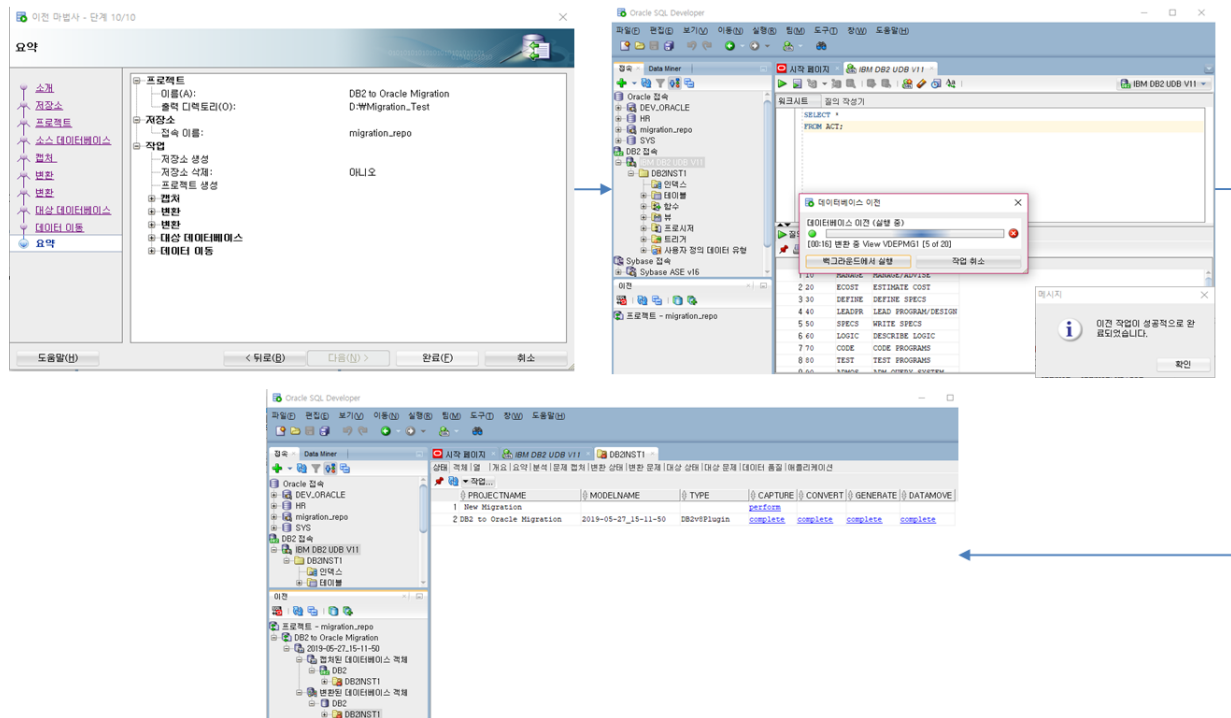 이전 마법사 - 단계 10/10
요약
소개
저장소
프로젝트
소스 데이터베이스
캡처
변환
변환
대상 데이터베이스
데이터 이동
요약
프로젝트
이름(A): DB2 to Oracle Migration
출력 디렉토리(O): D:₩Migration_Test
저장소
접속 이름: migration_repo
작업
저장소 생성
저장소 삭제: 아니오
프로젝트 생성
캡처
변환
변환
대상 데이터베이스
데이터 이동
도움말(H) < 뒤로(B) 다음(N) > 완료(F) 취소
Oracle SQL Developer
파일(F) 편집(E) 보기(V) 이동(N) 실행(R) 팀(M) 도구(T) 창(W) 도움말(H)
접속 Data Miner
Oracle 접속
DEV_ORACLE
HR
migration_repo
SYS
DB2 접속
IBM DB2 UDB V11
DB2INST1
인덱스
테이블
함수
뷰
프로시저
트리거
사용자 정의 데이터 유형
Sybase 접속
Sybase ASE v16
이전
프로젝트 - migration_repo
시작 페이지 IBM DB2 UDB V11
IBM DB2 UDB V11
워크시트 질의 작성기
SELECT *
FROM ACT;
데이터베이스 이전
데이터베이스 이전 (실행 중)
[00:16] 변환 중 View VDEPMG1 [5 of 20]
백그라운드에서 실행 작업 취소
1 10 MANAGE MANAGE/ADVISE
2 20 ECOST ESTIMATE COST
3 30 DEFINE DEFINE SPECS
4 40 LEADPR LEAD PROGRAM/DESIGN
5 50 SPECS WRITE SPECS
6 60 LOGIC DESCRIBE LOGIC
7 70 CODE CODE PROGRAMS
8 80 TEST TEST PROGRAMS
9 90 ADMQS ADM QUERY SYSTEM
메시지
이전 작업이 성공적으로 완
료되었습니다.
확인
Oracle SQL Developer
파일(F) 편집(E) 보기(V) 이동(N) 실행(R) 팀(M) 도구(T) 창(W) 도움말(H)
접속 Data Miner
Oracle 접속
DEV_ORACLE
HR
migration_repo
SYS
DB2 접속
IBM DB2 UDB V11
DB2INST1
인덱스
테이블
이전
프로젝트 - migration_repo
DB2 to Oracle Migration
2019-05-27_15-11-50
캡처된 데이터베이스 객체
DB2
DB2INST1
변환된 데이터베이스 객체
DB2
DB2INST1
시작 페이지 IBM DB2 UDB V11 DB2INST1
상태 객체 열 개요 요약 분석 문제 캡처 변환 상태 변환 문제 대상 상태 대상 문제 데이터 품질 애플리케이션
작업...
PROJECTNAME MODELNAME TYPE CAPTURE CONVERT GENERATE DATAMOVE
1 New Migration perform
2 DB2 to Oracle Migration 2019-05-27_15-11-50 DB2v8Plugin complete complete complete complete